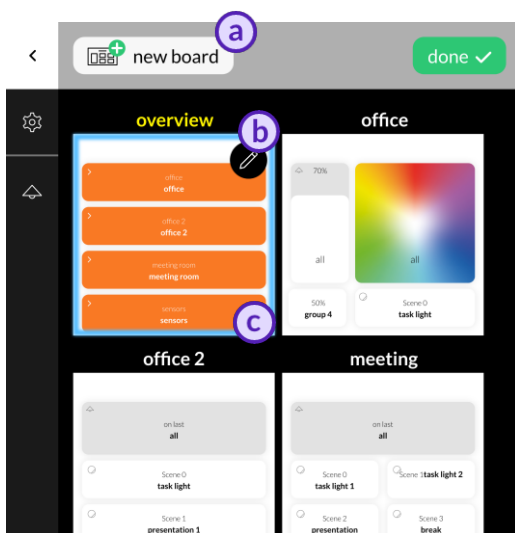 a
new board
done
overview
b
office
office
office
office 2
office 2
meeting room
meeting room
sensors
sensors
c
70%
all
all
50%
group 4
Scene 0
task light
office 2
meeting
on last
all
Scene 0
task light
Scene 1
presentation 1
on last
all
Scene 0
task light 1
Scene 1 task light 2
Scene 2
presentation
Scene 3
break